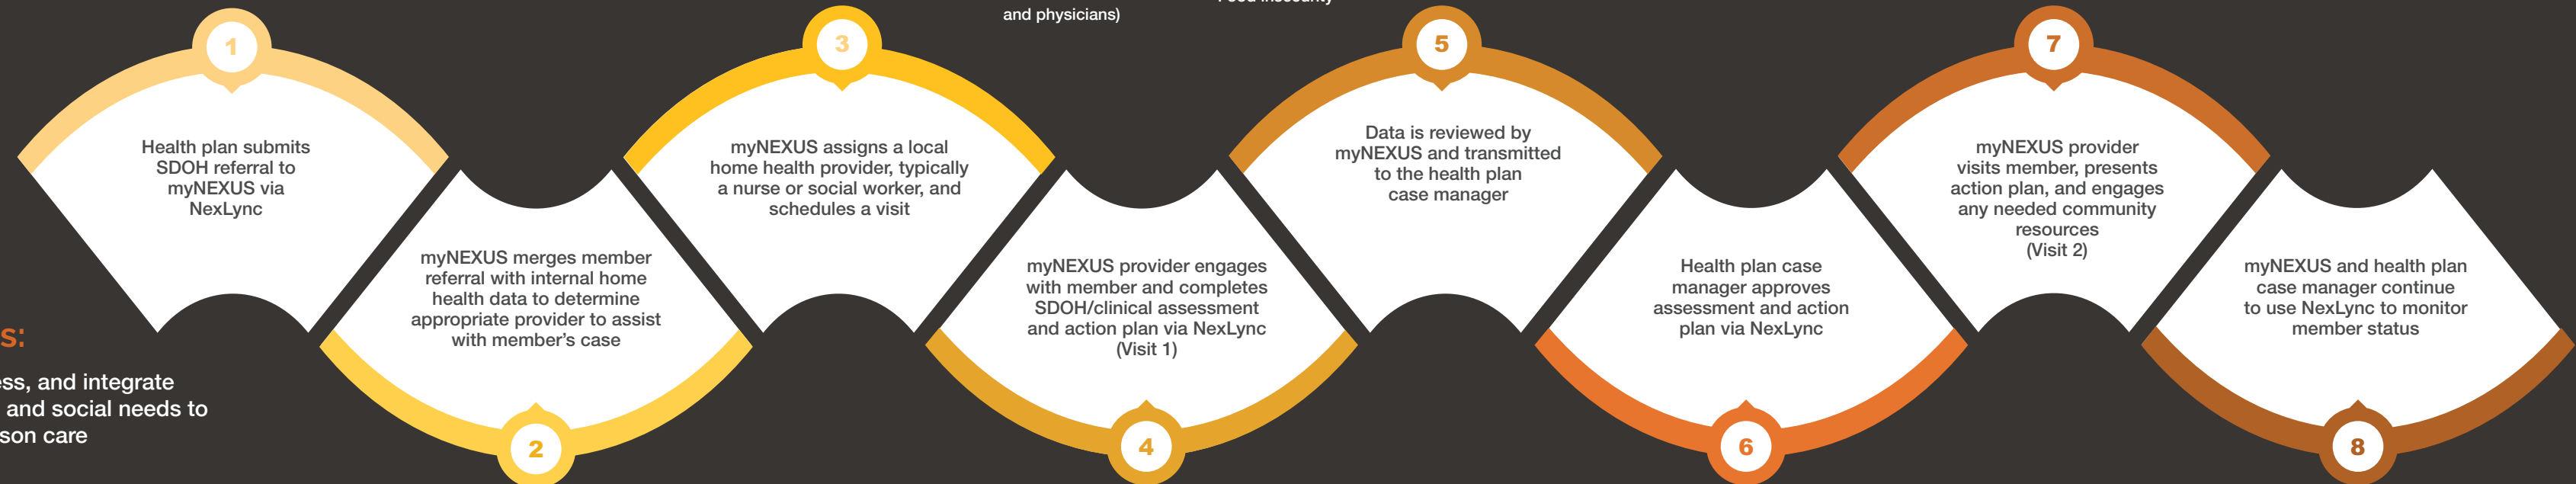 and physicians)
Food Insecurity
1
Health plan submits
SDOH referral to
myNEXUS via
NexLync
2
myNEXUS merges member
referral with internal home
health data to determine
appropriate provider to assist
with member’s case
3
myNEXUS assigns a local
home health provider, typically
a nurse or social worker, and
schedules a visit
4
myNEXUS provider engages
with member and completes
SDOH/clinical assessment
and action plan via NexLync
(Visit 1)
5
Data is reviewed by
myNEXUS and transmitted
to the health plan
case manager
6
Health plan case
manager approves
assessment and action
plan via NexLync
7
myNEXUS provider
visits member, presents
action plan, and engages
any needed community
resources
(Visit 2)
8
myNEXUS and health plan
case manager continue
to use NexLync to monitor
member status
s:
ess, and integrate
and social needs to
son care